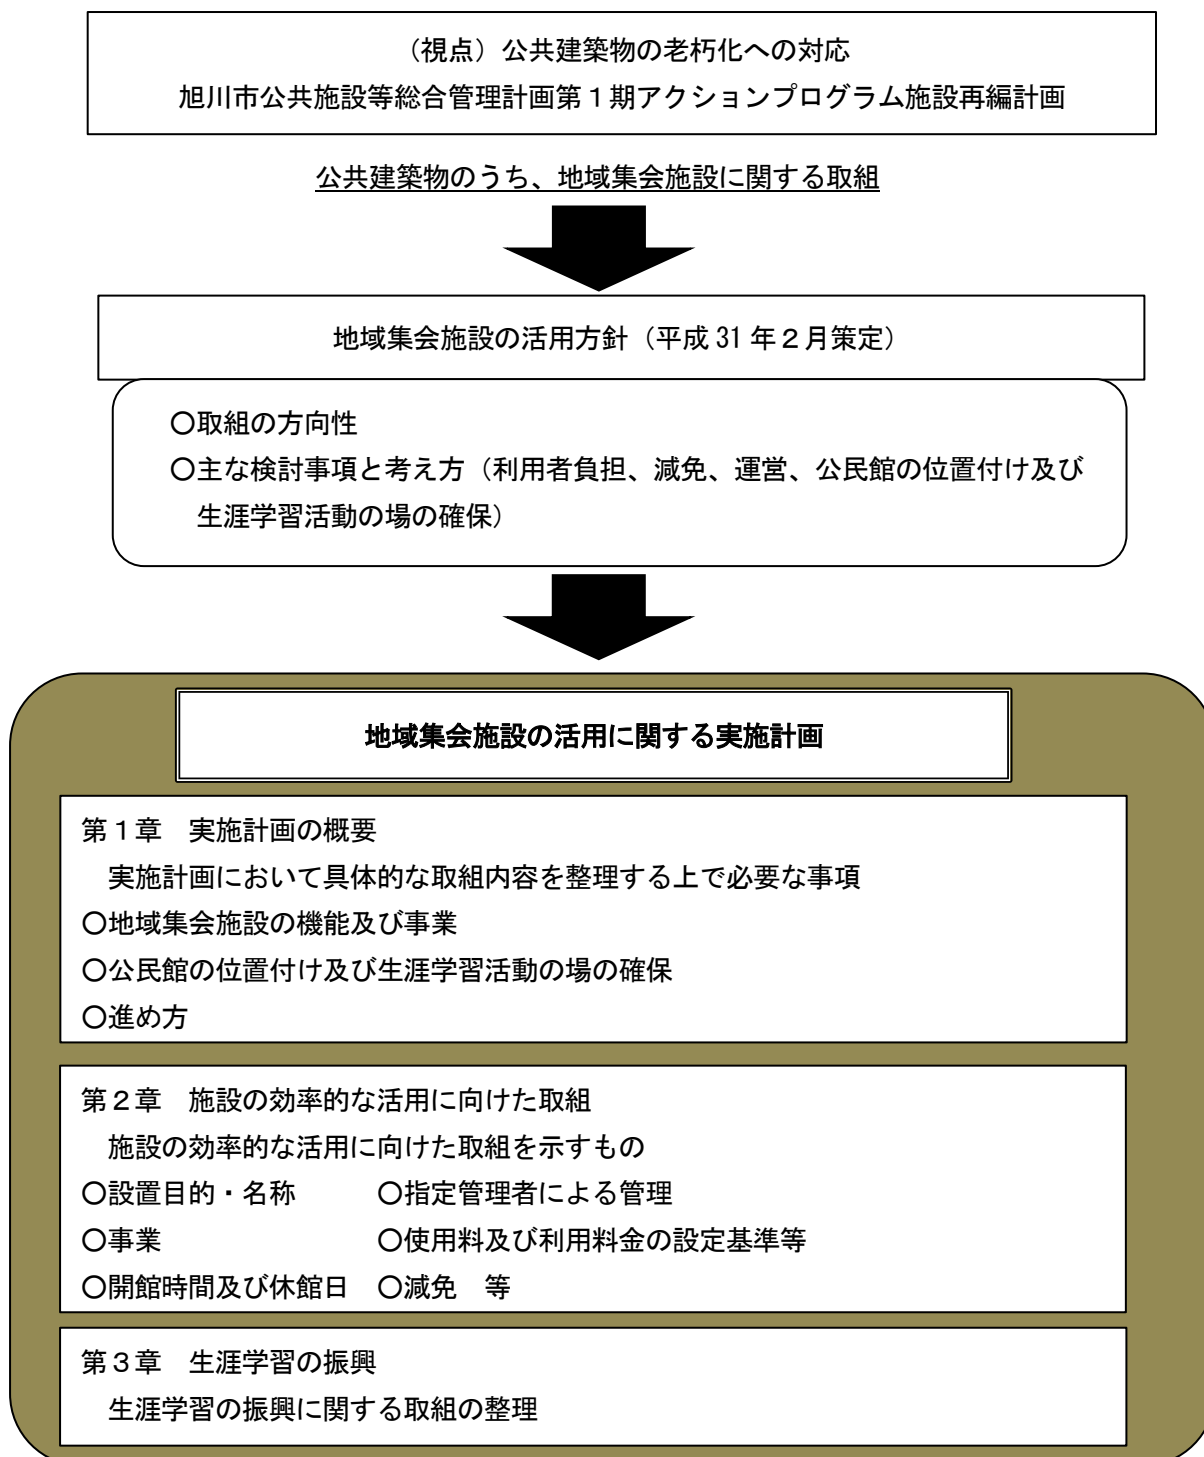 （視点）公共建築物の老朽化への対応
旭川市公共施設等総合管理計画第１期アクションプログラム施設再編計画
公共建築物のうち、地域集会施設に関する取組
地域集会施設の活用方針（平成 31 年２月策定）
○取組の方向性
○主な検討事項と考え方（利用者負担、減免、運営、公民館の位置付け及び
生涯学習活動の場の確保）
地域集会施設の活用に関する実施計画
第１章　実施計画の概要
実施計画において具体的な取組内容を整理する上で必要な事項
○地域集会施設の機能及び事業
○公民館の位置付け及び生涯学習活動の場の確保
○進め方
第２章　施設の効率的な活用に向けた取組
施設の効率的な活用に向けた取組を示すもの
○設置目的・名称　　　○指定管理者による管理
○事業　　　　　　　　○使用料及び利用料金の設定基準等
○開館時間及び休館日　○減免　等
第３章　生涯学習の振興
生涯学習の振興に関する取組の整理